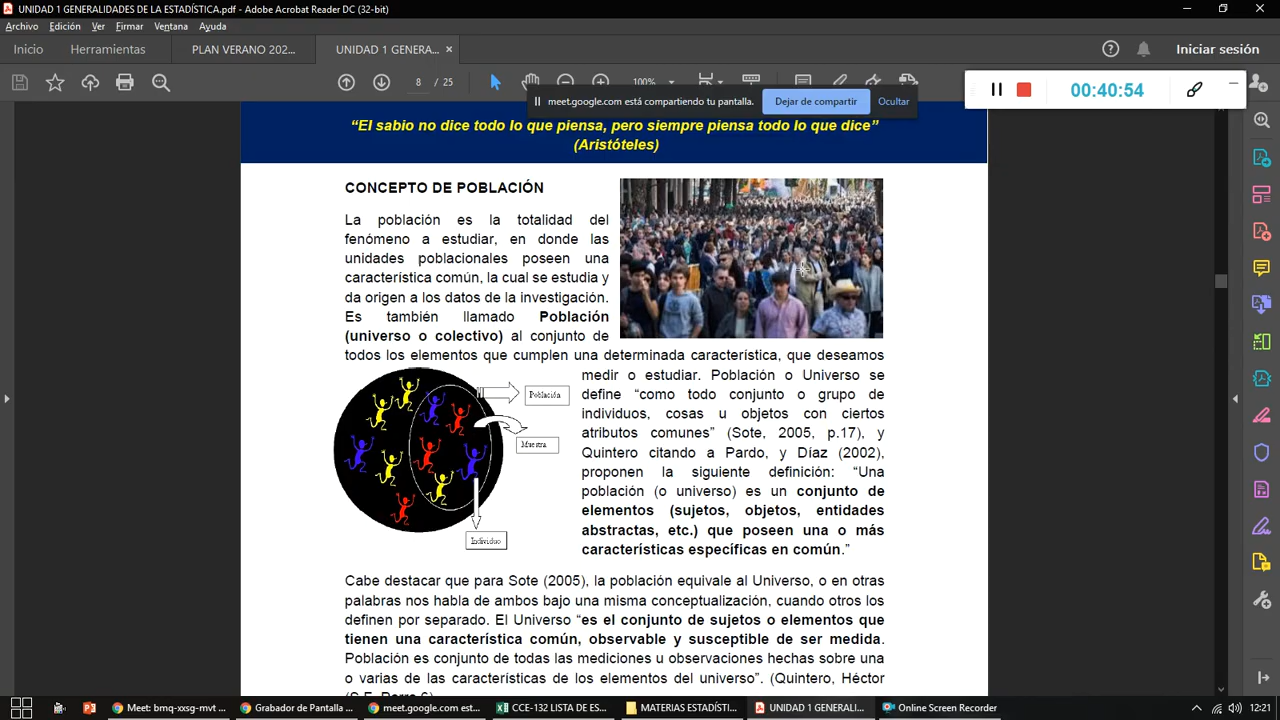 UNIDAD 1 GENERALIDADES DE LA ESTADÍSTICA.pdf - Adobe Acrobat Reader DC (32-bit)
Archivo Edición Ver Firmar Ventana Ayuda
Inicio Herramientas PLAN VERANO 202... UNIDAD 1 GENERA... × Iniciar sesión
8 / 25 100%
00:40:54
meet.google.com está compartiendo tu pantalla. Dejar de compartir Ocultar
“El sabio no dice todo lo que piensa, pero siempre piensa todo lo que dice”
(Aristóteles)
CONCEPTO DE POBLACIÓN
La población es la totalidad del
fenómeno a estudiar, en donde las
unidades poblacionales poseen una
característica común, la cual se estudia y
da origen a los datos de la investigación.
Es también llamado Población
(universo o colectivo) al conjunto de
todos los elementos que cumplen una determinada característica, que deseamos
medir o estudiar. Población o Universo se
define “como todo conjunto o grupo de
individuos, cosas u objetos con ciertos
atributos comunes” (Sote, 2005, p.17), y
Quintero citando a Pardo, y Díaz (2002),
proponen la siguiente definición: “Una
población (o universo) es un conjunto de
elementos (sujetos, objetos, entidades
abstractas, etc.) que poseen una o más
características específicas en común.”
Población
Muestra
Individuo
Cabe destacar que para Sote (2005), la población equivale al Universo, o en otras
palabras nos habla de ambos bajo una misma conceptualización, cuando otros los
definen por separado. El Universo “es el conjunto de sujetos o elementos que
tienen una característica común, observable y susceptible de ser medida.
Población es conjunto de todas las mediciones u observaciones hechas sobre una
o varias de las características de los elementos del universo”. (Quintero, Héctor
(S.F. Parra 6)
Meet: bmq-xxsg-mvt ... Grabador de Pantalla ... meet.google.com est... CCE-132 LISTA DE ES... MATERIAS ESTADÍSTI... UNIDAD 1 GENERALI... Online Screen Recorder 12:21